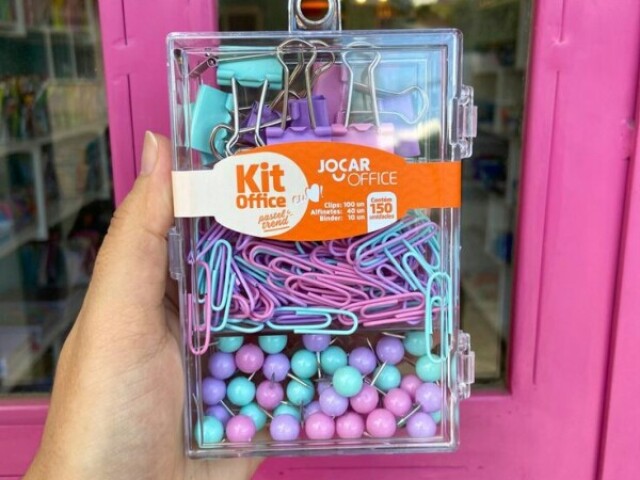 Kit
Office
pastel
trend
JOCAR
OFFICE
Clips: 100 un
Alfinetes: 40 un
Binder: 10 un
Contém
150
unidades